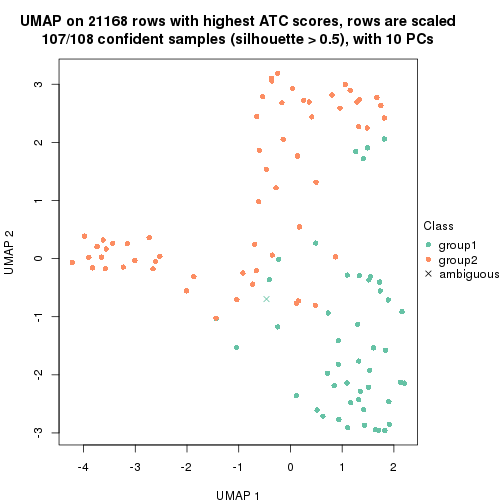 UMAP on 21168 rows with highest ATC scores, rows are scaled
107/108 confident samples (silhouette > 0.5), with 10 PCs
3
2
1
0
-1
-2
-3
UMAP 2
-4
-3
-2
-1
0
1
2
UMAP 1
Class
group1
group2
ambiguous